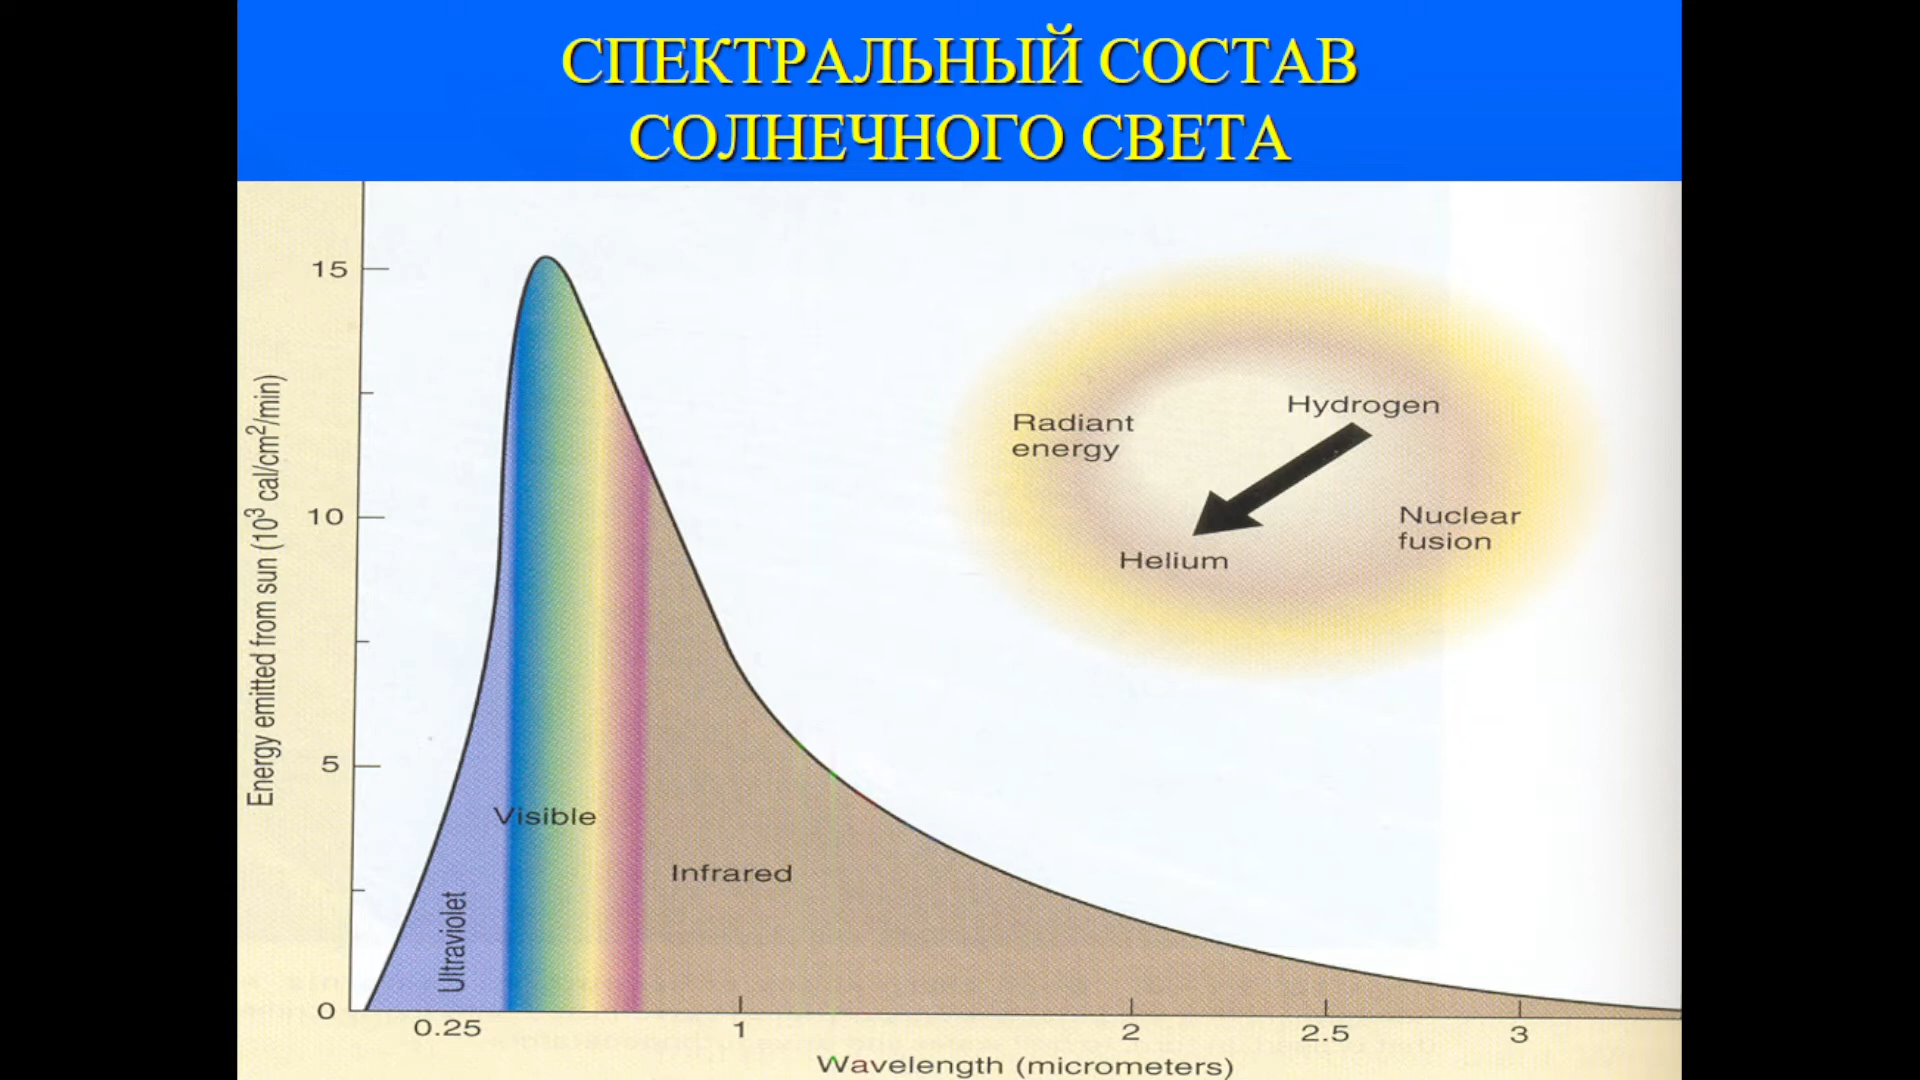 СПЕКТРАЛЬНЫЙ СОСТАВ
СОЛНЕЧНОГО СВЕТА
Energy emitted from sun (10³ cal/cm²/min)
15
10
5
0
Radiant
energy
Hydrogen
Nuclear
fusion
Helium
Visible
Infrared
Ultraviolet
0.25
1
2
2.5
3
Wavelength (micrometers)